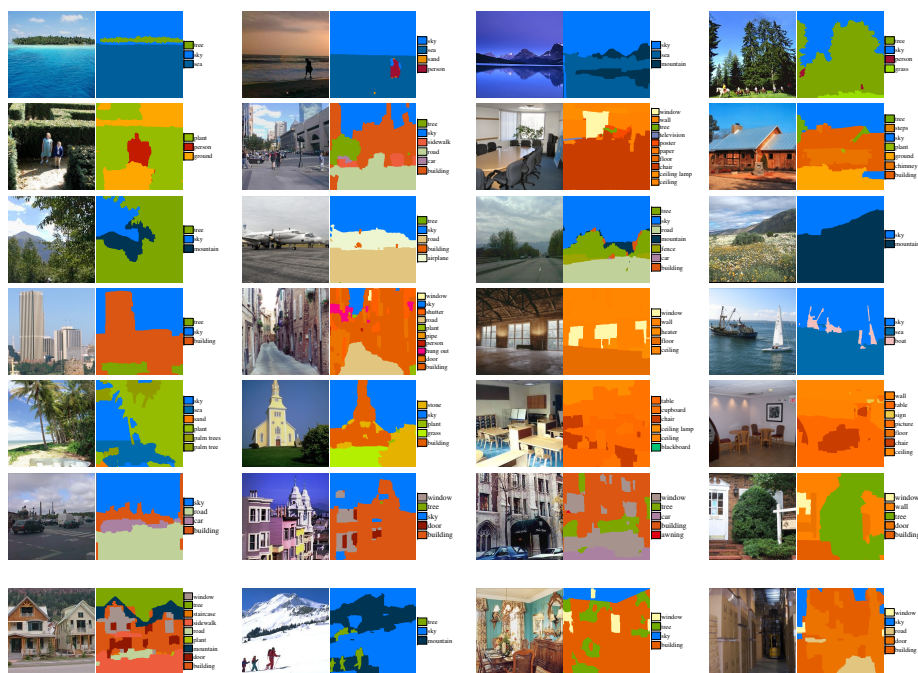 tree
sky
sea
sky
sea
sand
person
sky
sea
mountain
tree
sky
person
grass
plant
person
ground
tree
sky
sidewalk
road
car
building
window
wall
tree
television
poster
paper
floor
chair
ceiling lamp
ceiling
tree
steps
sky
plant
ground
chimney
building
tree
sky
mountain
tree
sky
road
building
airplane
tree
sky
road
mountain
fence
car
building
sky
mountain
tree
sky
building
window
sky
shutter
road
plant
pipe
person
hung out
door
building
window
wall
heater
floor
ceiling
sky
sea
boat
sky
sea
sand
plant
palm trees
palm tree
stone
sky
plant
grass
building
table
cupboard
chair
ceiling lamp
ceiling
blackboard
wall
table
sign
picture
floor
chair
ceiling
sky
road
car
building
window
tree
sky
door
building
window
tree
car
building
awning
window
wall
tree
door
building
window
tree
staircase
sidewalk
road
plant
mountain
door
building
tree
sky
mountain
window
tree
sky
building
window
sky
road
door
building